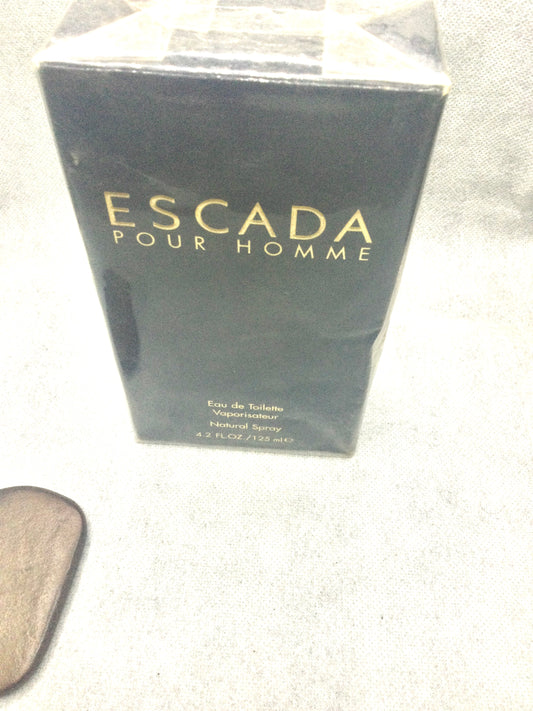 ESCADA
POUR HOMME
Eau de Toilette
Vaporisateur
Natural Spray
4.2 FL.OZ./125 ml ℮